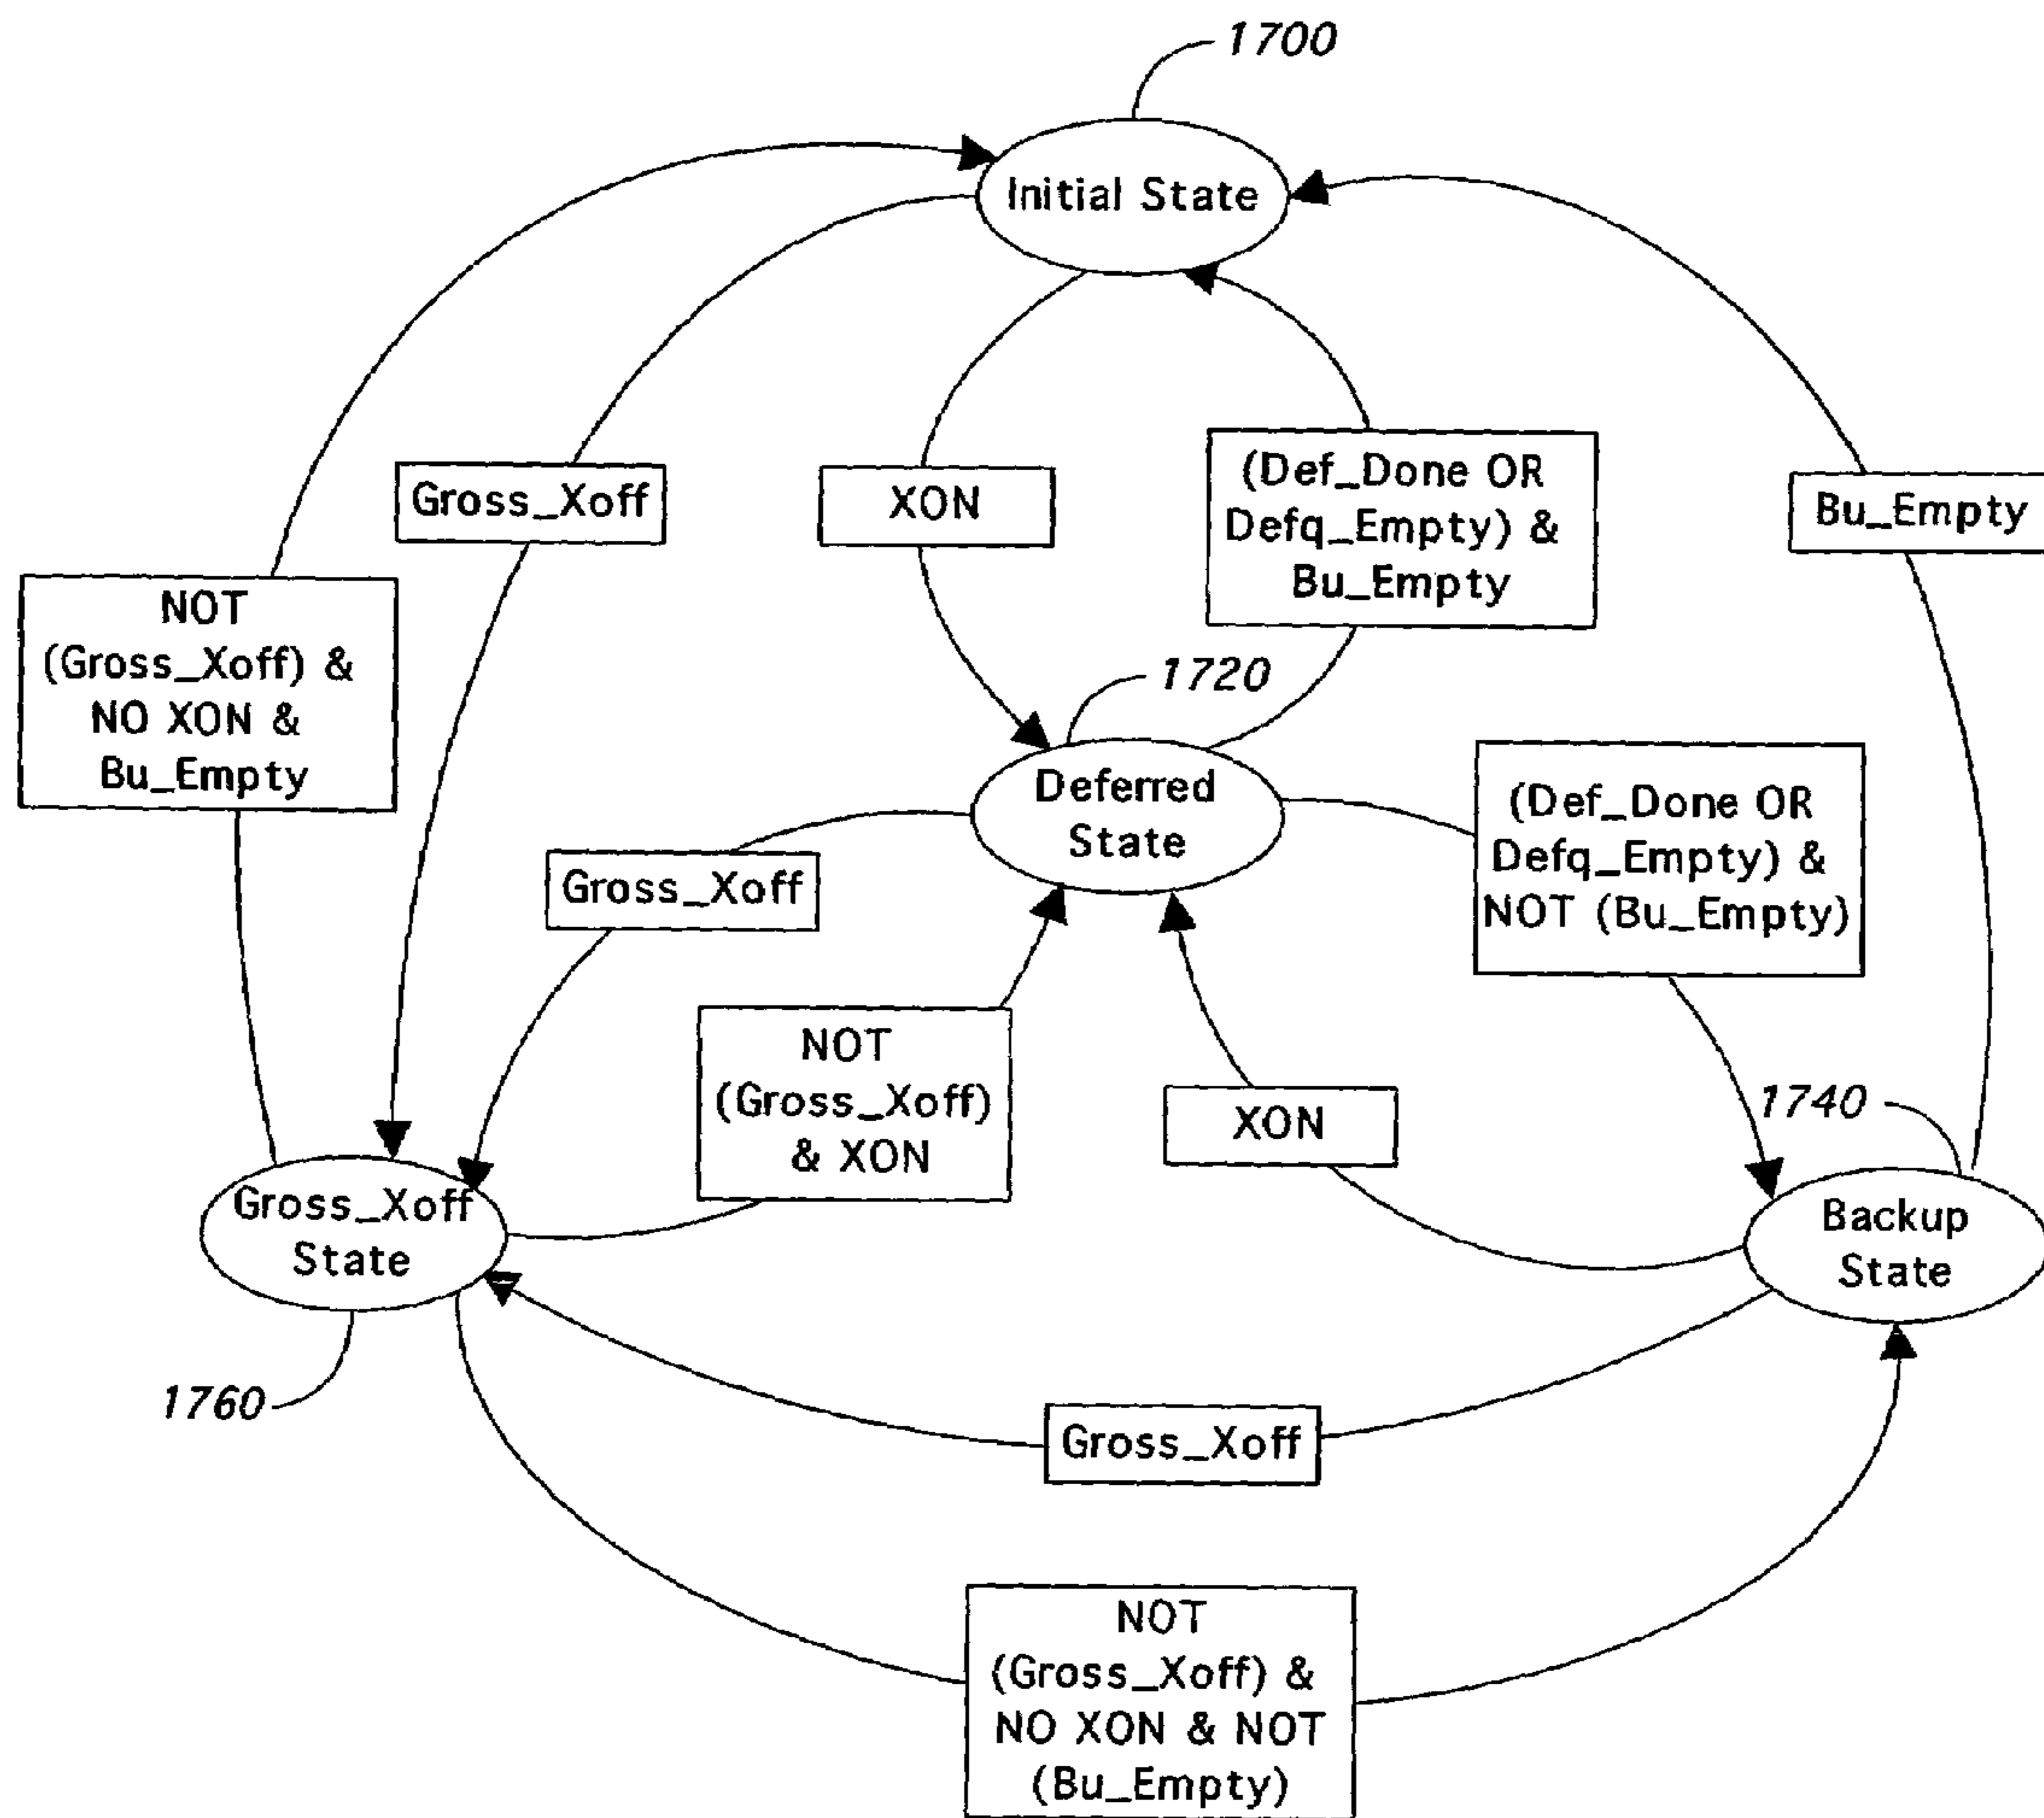 1700
Initial State
Gross_Xoff
XON
(Def_Done OR
Defq_Empty) &
Bu_Empty
Bu_Empty
NOT
(Gross_Xoff) &
NO XON &
Bu_Empty
1720
Deferred
State
Gross_Xoff
(Def_Done OR
Defq_Empty) &
NOT (Bu_Empty)
NOT
(Gross_Xoff)
& XON
XON
1740
Gross_Xoff
State
Backup
State
1760
Gross_Xoff
NOT
(Gross_Xoff) &
NO XON & NOT
(Bu_Empty)